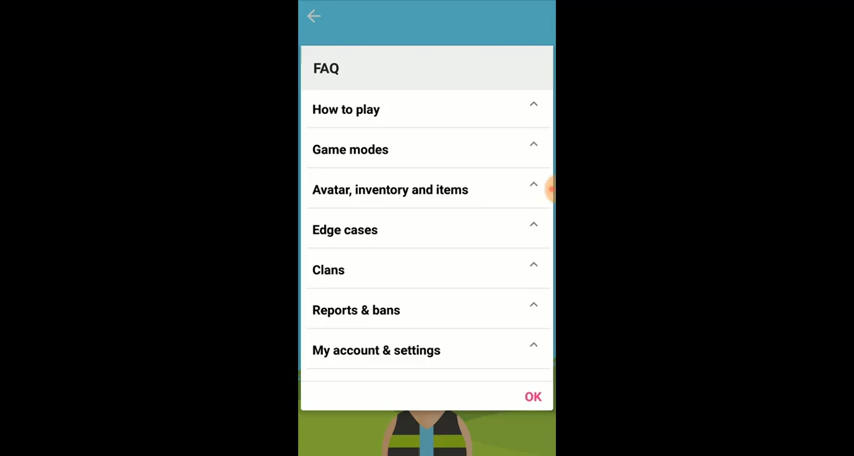 FAQ
How to play
Game modes
Avatar, inventory and items
Edge cases
Clans
Reports & bans
My account & settings
OK